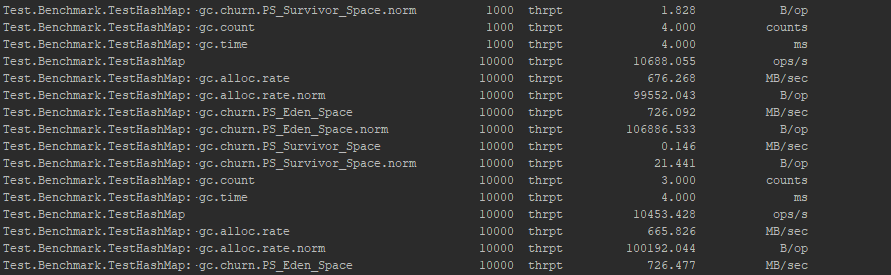 Test.Benchmark.TestHashMap:·gc.churn.PS_Survivor_Space.norm 1000 thrpt 1.828 B/op
Test.Benchmark.TestHashMap:·gc.count 1000 thrpt 4.000 counts
Test.Benchmark.TestHashMap:·gc.time 1000 thrpt 4.000 ms
Test.Benchmark.TestHashMap 10000 thrpt 10688.055 ops/s
Test.Benchmark.TestHashMap:·gc.alloc.rate 10000 thrpt 676.268 MB/sec
Test.Benchmark.TestHashMap:·gc.alloc.rate.norm 10000 thrpt 99552.043 B/op
Test.Benchmark.TestHashMap:·gc.churn.PS_Eden_Space 10000 thrpt 726.092 MB/sec
Test.Benchmark.TestHashMap:·gc.churn.PS_Eden_Space.norm 10000 thrpt 106886.533 B/op
Test.Benchmark.TestHashMap:·gc.churn.PS_Survivor_Space 10000 thrpt 0.146 MB/sec
Test.Benchmark.TestHashMap:·gc.churn.PS_Survivor_Space.norm 10000 thrpt 21.441 B/op
Test.Benchmark.TestHashMap:·gc.count 10000 thrpt 3.000 counts
Test.Benchmark.TestHashMap:·gc.time 10000 thrpt 4.000 ms
Test.Benchmark.TestHashMap 10000 thrpt 10453.428 ops/s
Test.Benchmark.TestHashMap:·gc.alloc.rate 10000 thrpt 665.826 MB/sec
Test.Benchmark.TestHashMap:·gc.alloc.rate.norm 10000 thrpt 100192.044 B/op
Test.Benchmark.TestHashMap:·gc.churn.PS_Eden_Space 10000 thrpt 726.477 MB/sec